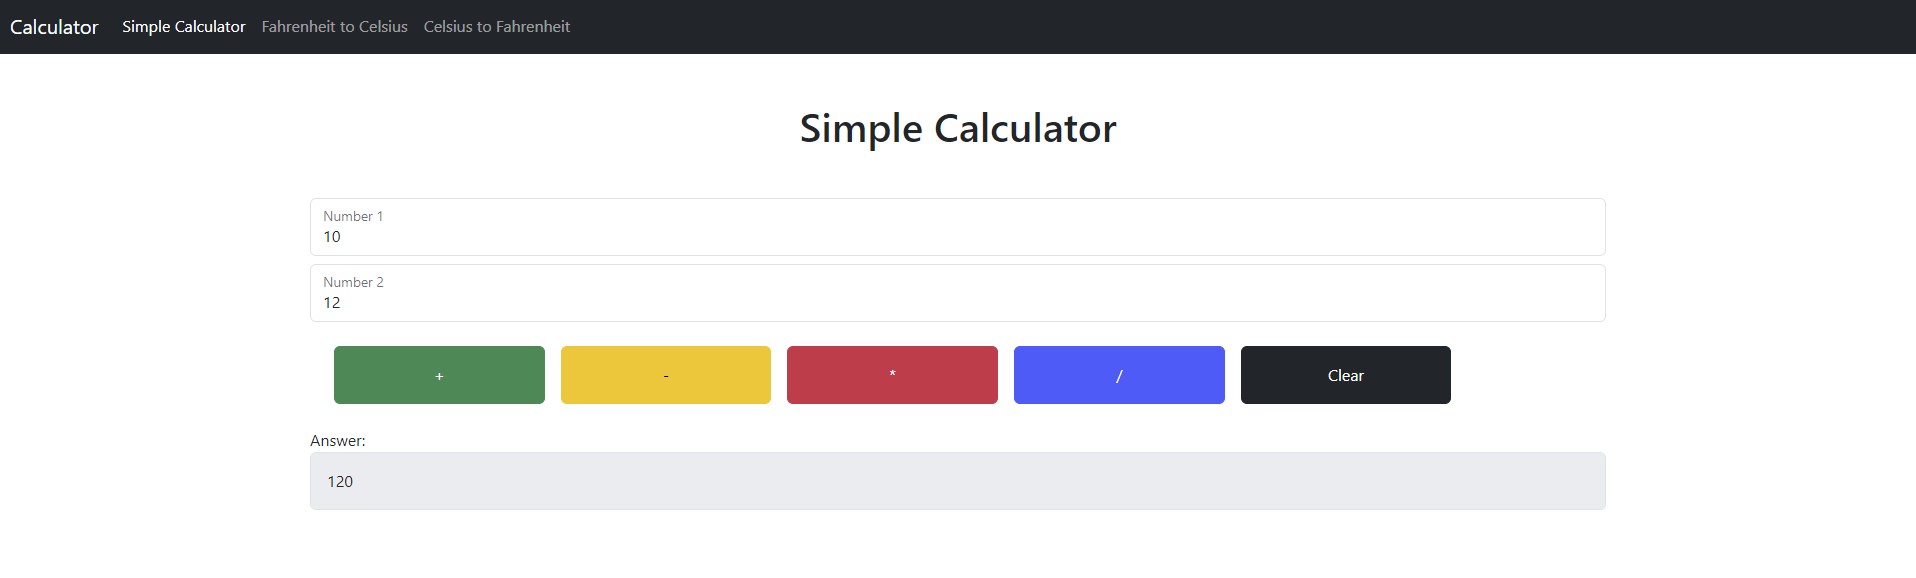 Calculator Simple Calculator Fahrenheit to Celsius Celsius to Fahrenheit
Simple Calculator
Number 1
10
Number 2
12
+ - * / Clear
Answer:
120